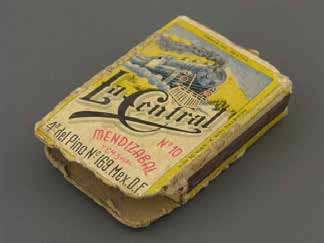 La Central
Nº 10
MENDIZABAL
4ª del Pino Nº 169. Mex. D.F.